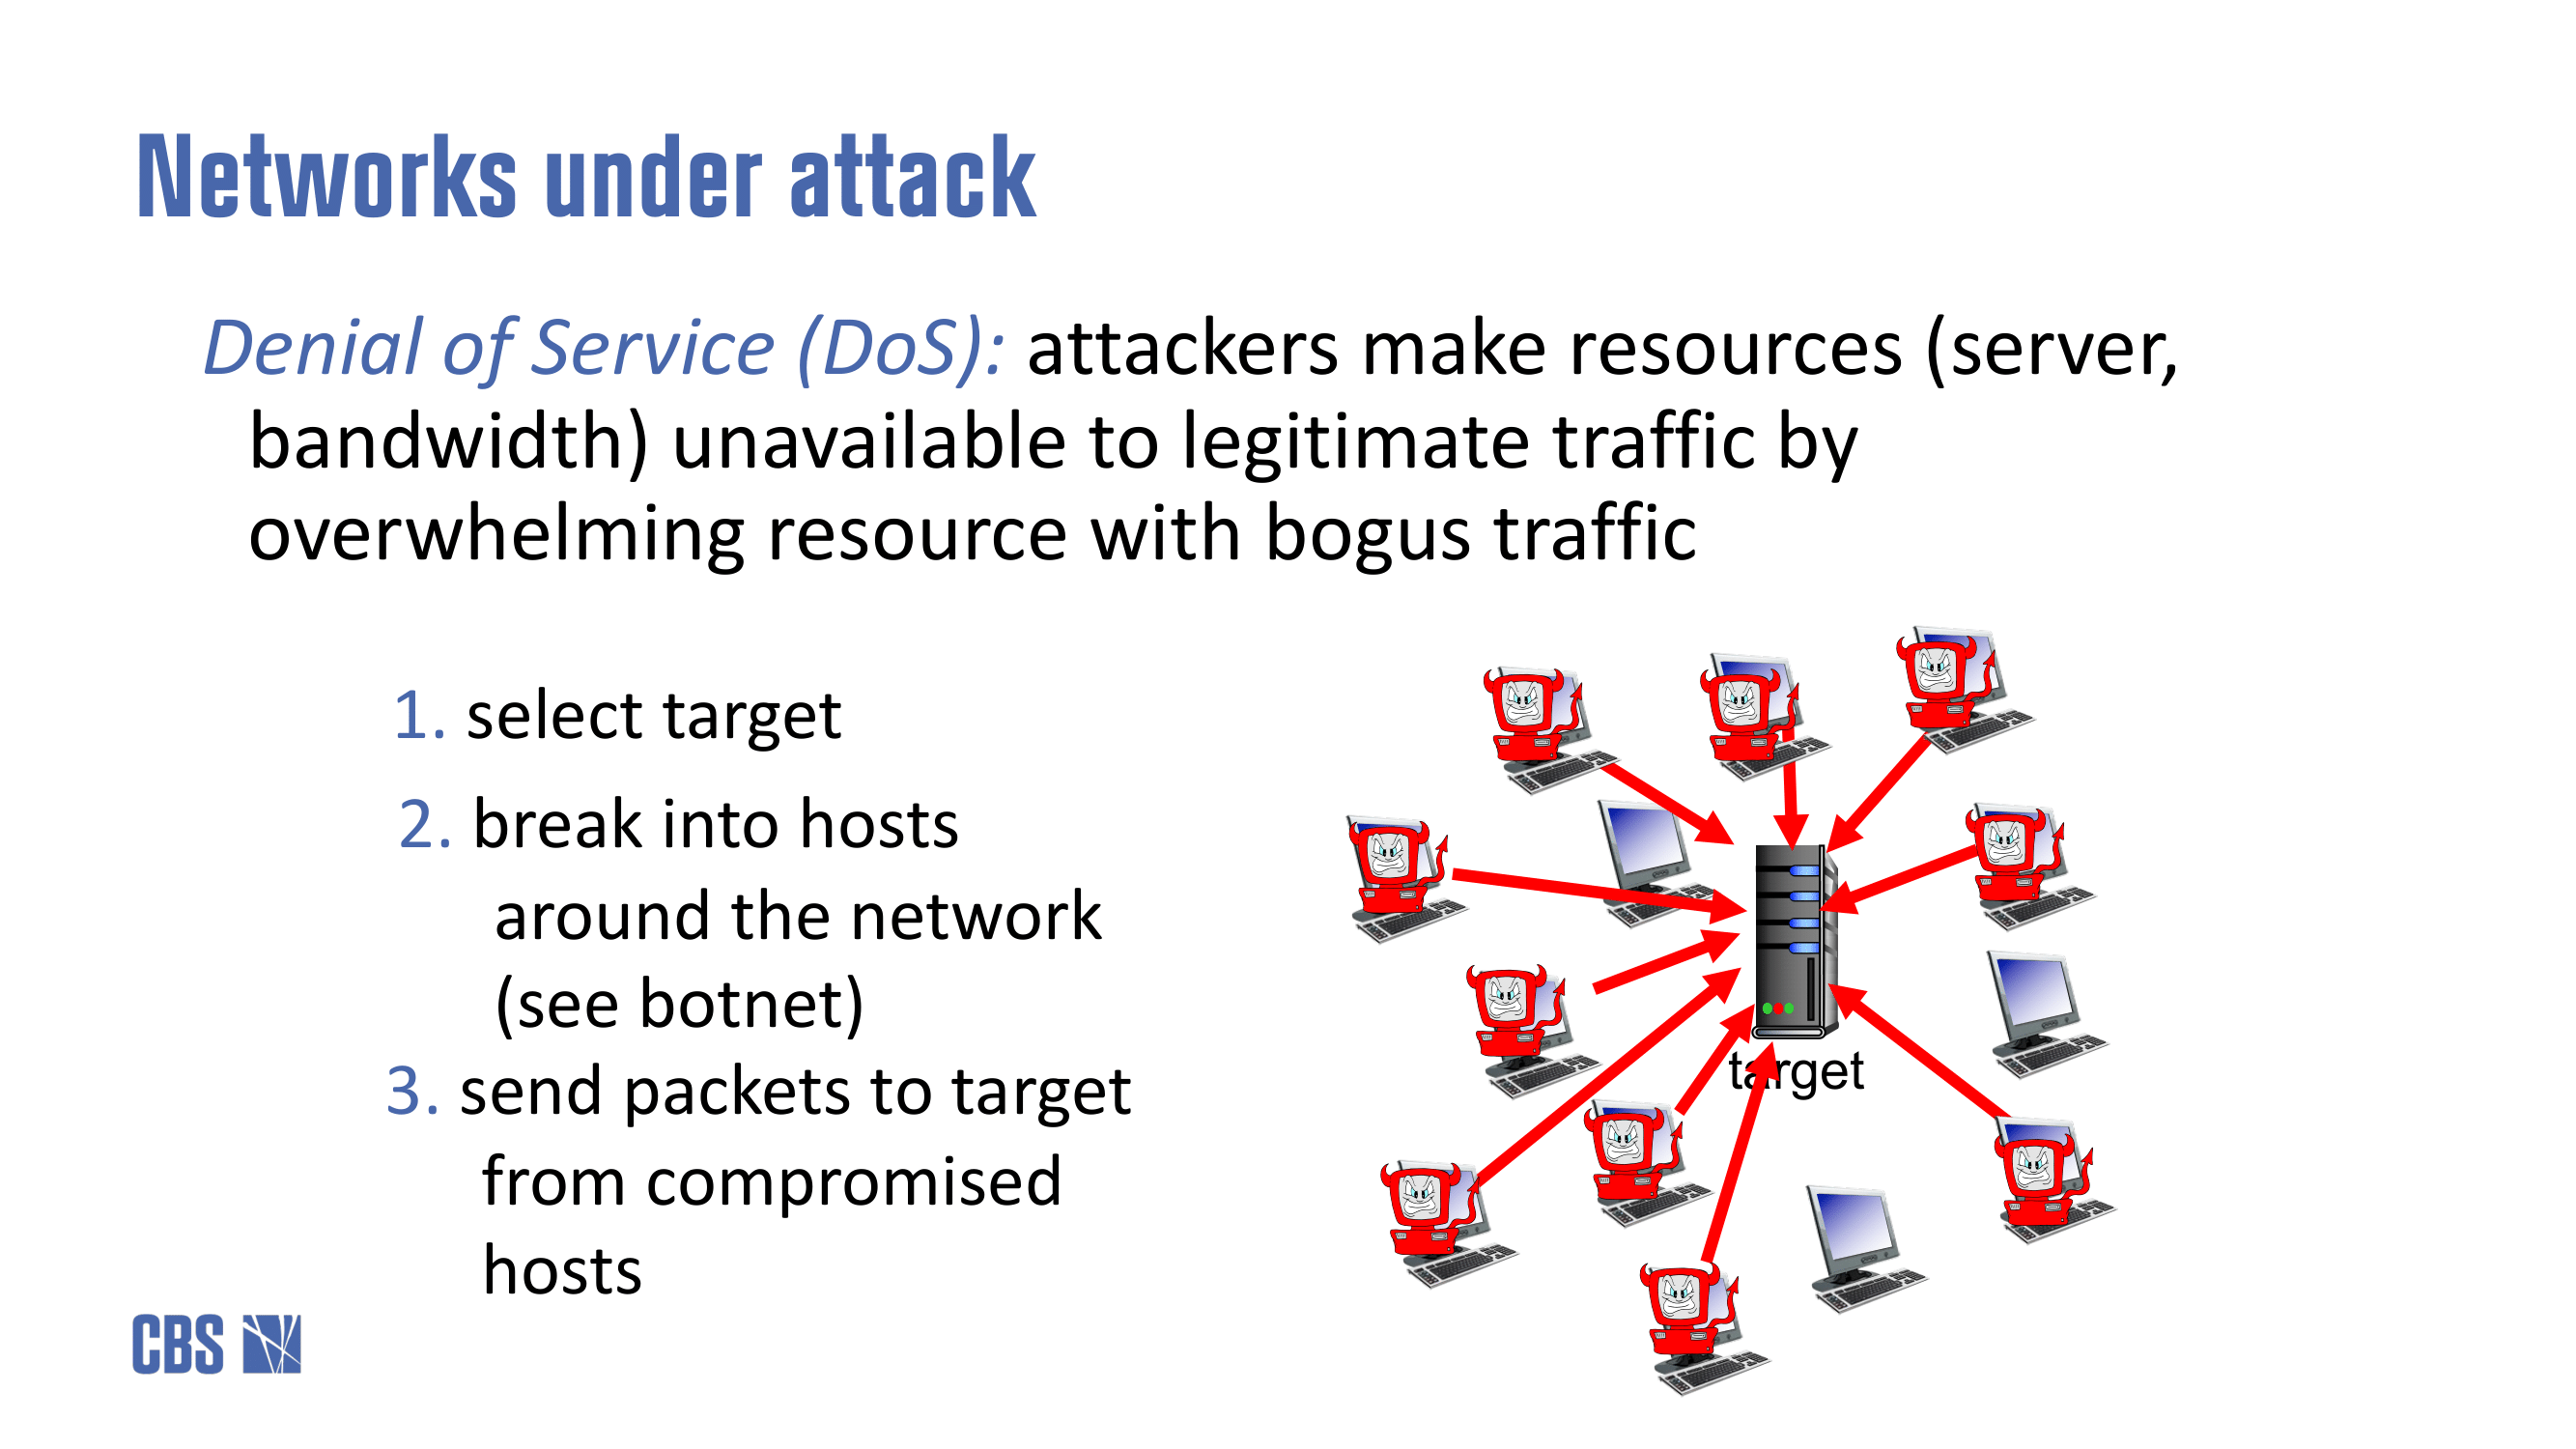 Networks under attack
Denial of Service (DoS): attackers make resources (server,
bandwidth) unavailable to legitimate traffic by
overwhelming resource with bogus traffic
1. select target
2. break into hosts
around the network
(see botnet)
3. send packets to target
from compromised
hosts
target
CBS